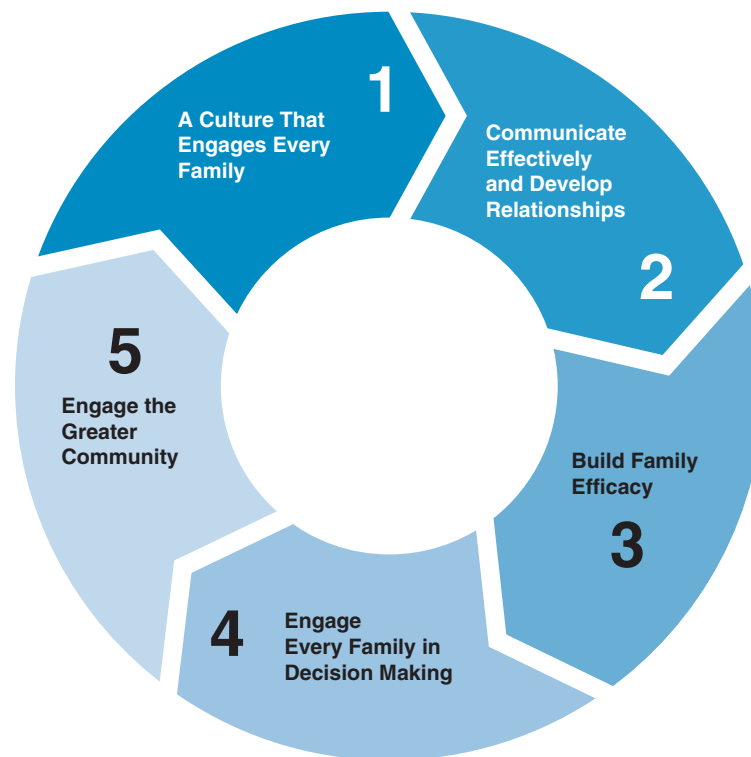 1
A Culture That
Engages Every
Family
Communicate
Effectively
and Develop
Relationships
2
Build Family
Efficacy
3
4
Engage
Every Family in
Decision Making
5
Engage the
Greater
Community